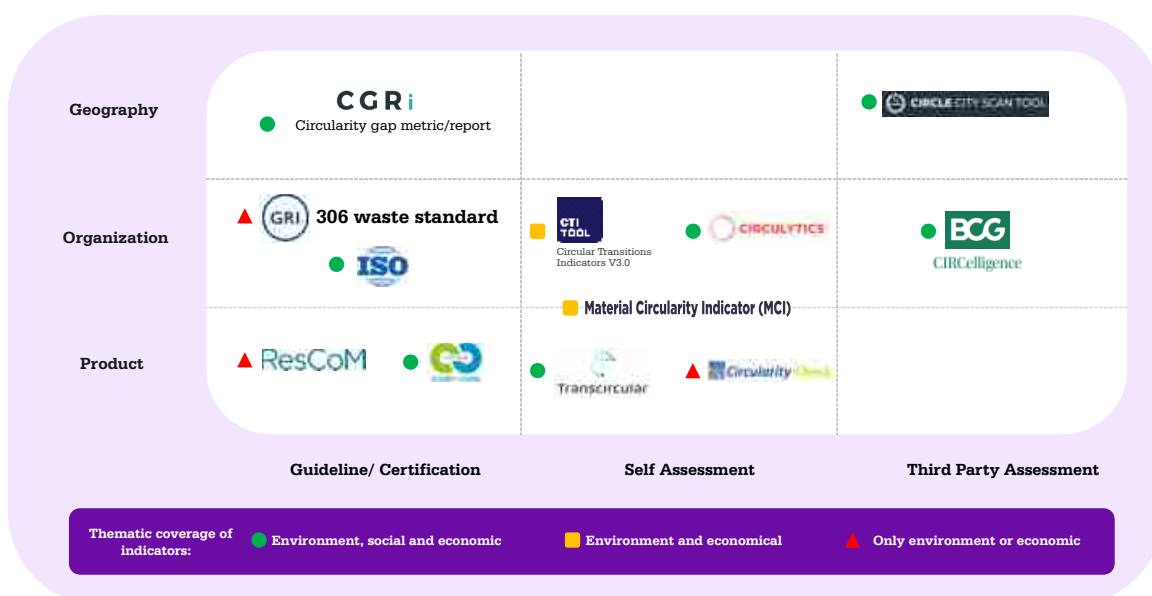 Geography
CGRi
Circularity gap metric/report
CIRCLE CITY SCAN TOOL
Organization
GRI 306 waste standard
ISO
CTI
TOOL
Circular Transitions
Indicators V3.0
CIRCULYTICS
BCG
CIRCelligence
Material Circularity Indicator (MCI)
Product
ResCoM
Transcircular
Circularity
Guideline/ Certification
Self Assessment
Third Party Assessment
Thematic coverage of
indicators:
Environment, social and economic
Environment and economical
Only environment or economic